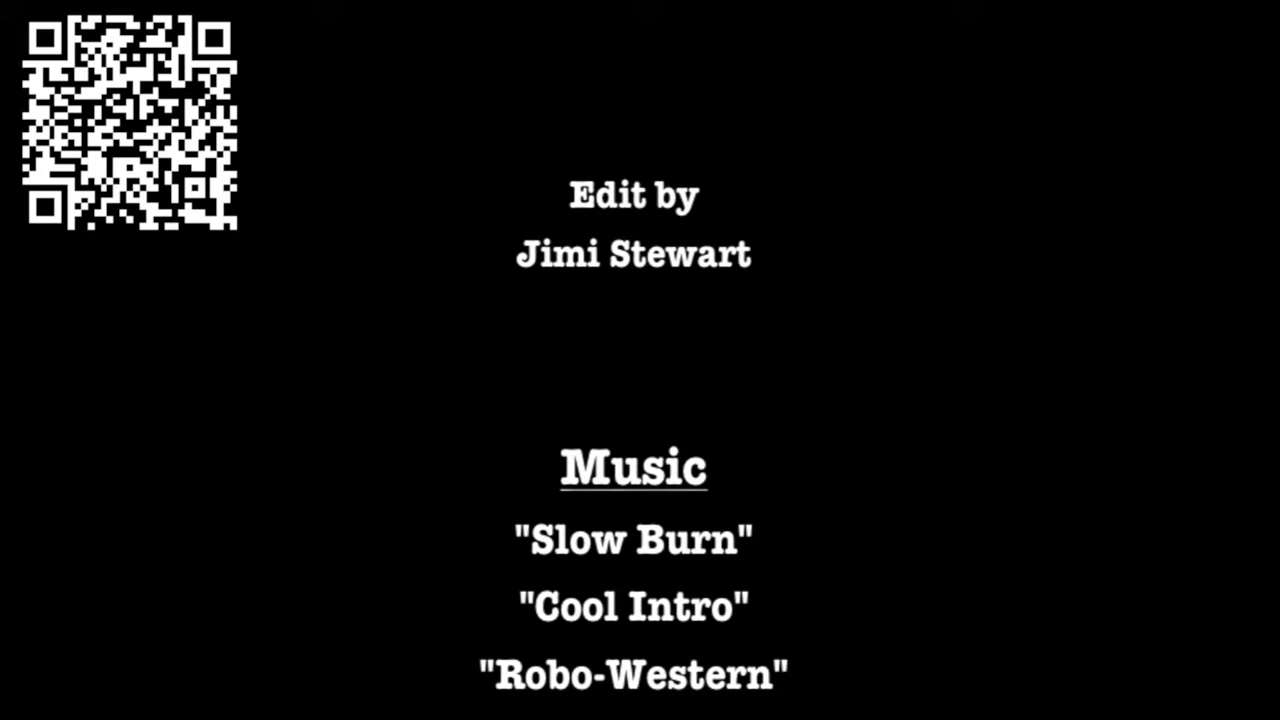 Edit by
Jimi Stewart
Music
"Slow Burn"
"Cool Intro"
"Robo-Western"